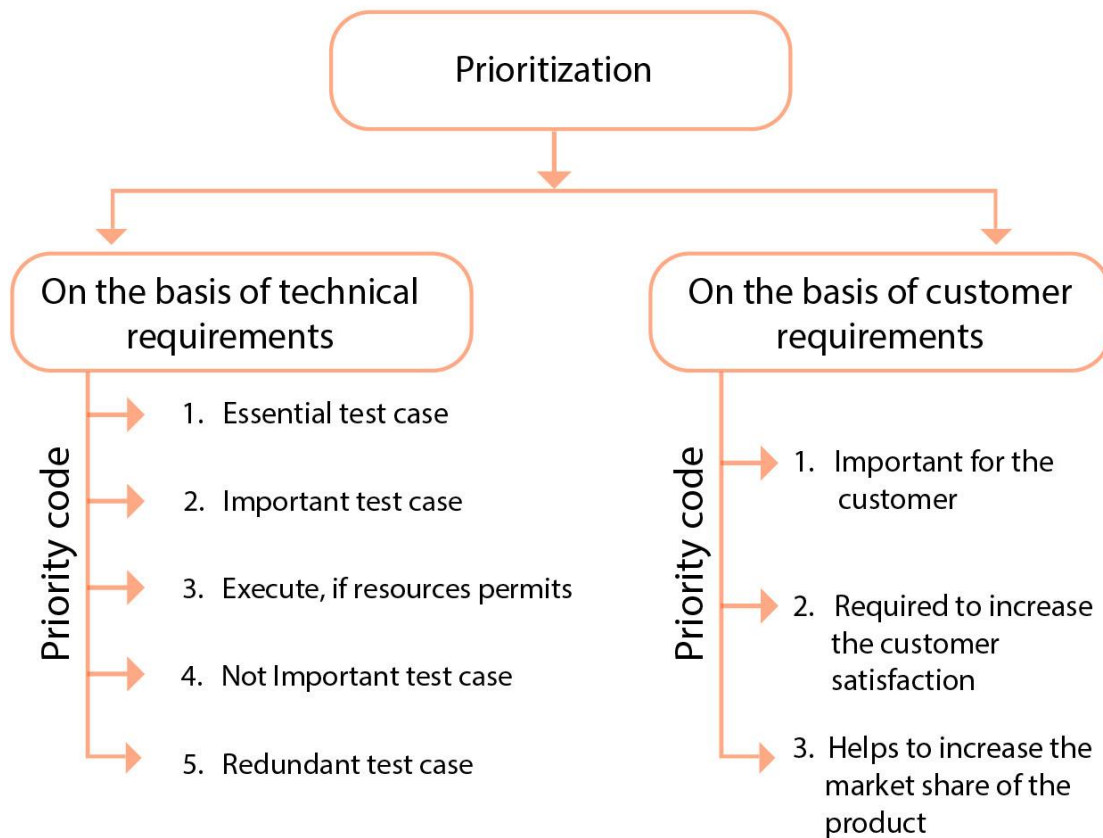 Prioritization
On the basis of technical
requirements
Priority code
1. Essential test case
2. Important test case
3. Execute, if resources permits
4. Not Important test case
5. Redundant test case
On the basis of customer
requirements
Priority code
1. Important for the
customer
2. Required to increase
the customer
satisfaction
3. Helps to increase the
market share of the
product